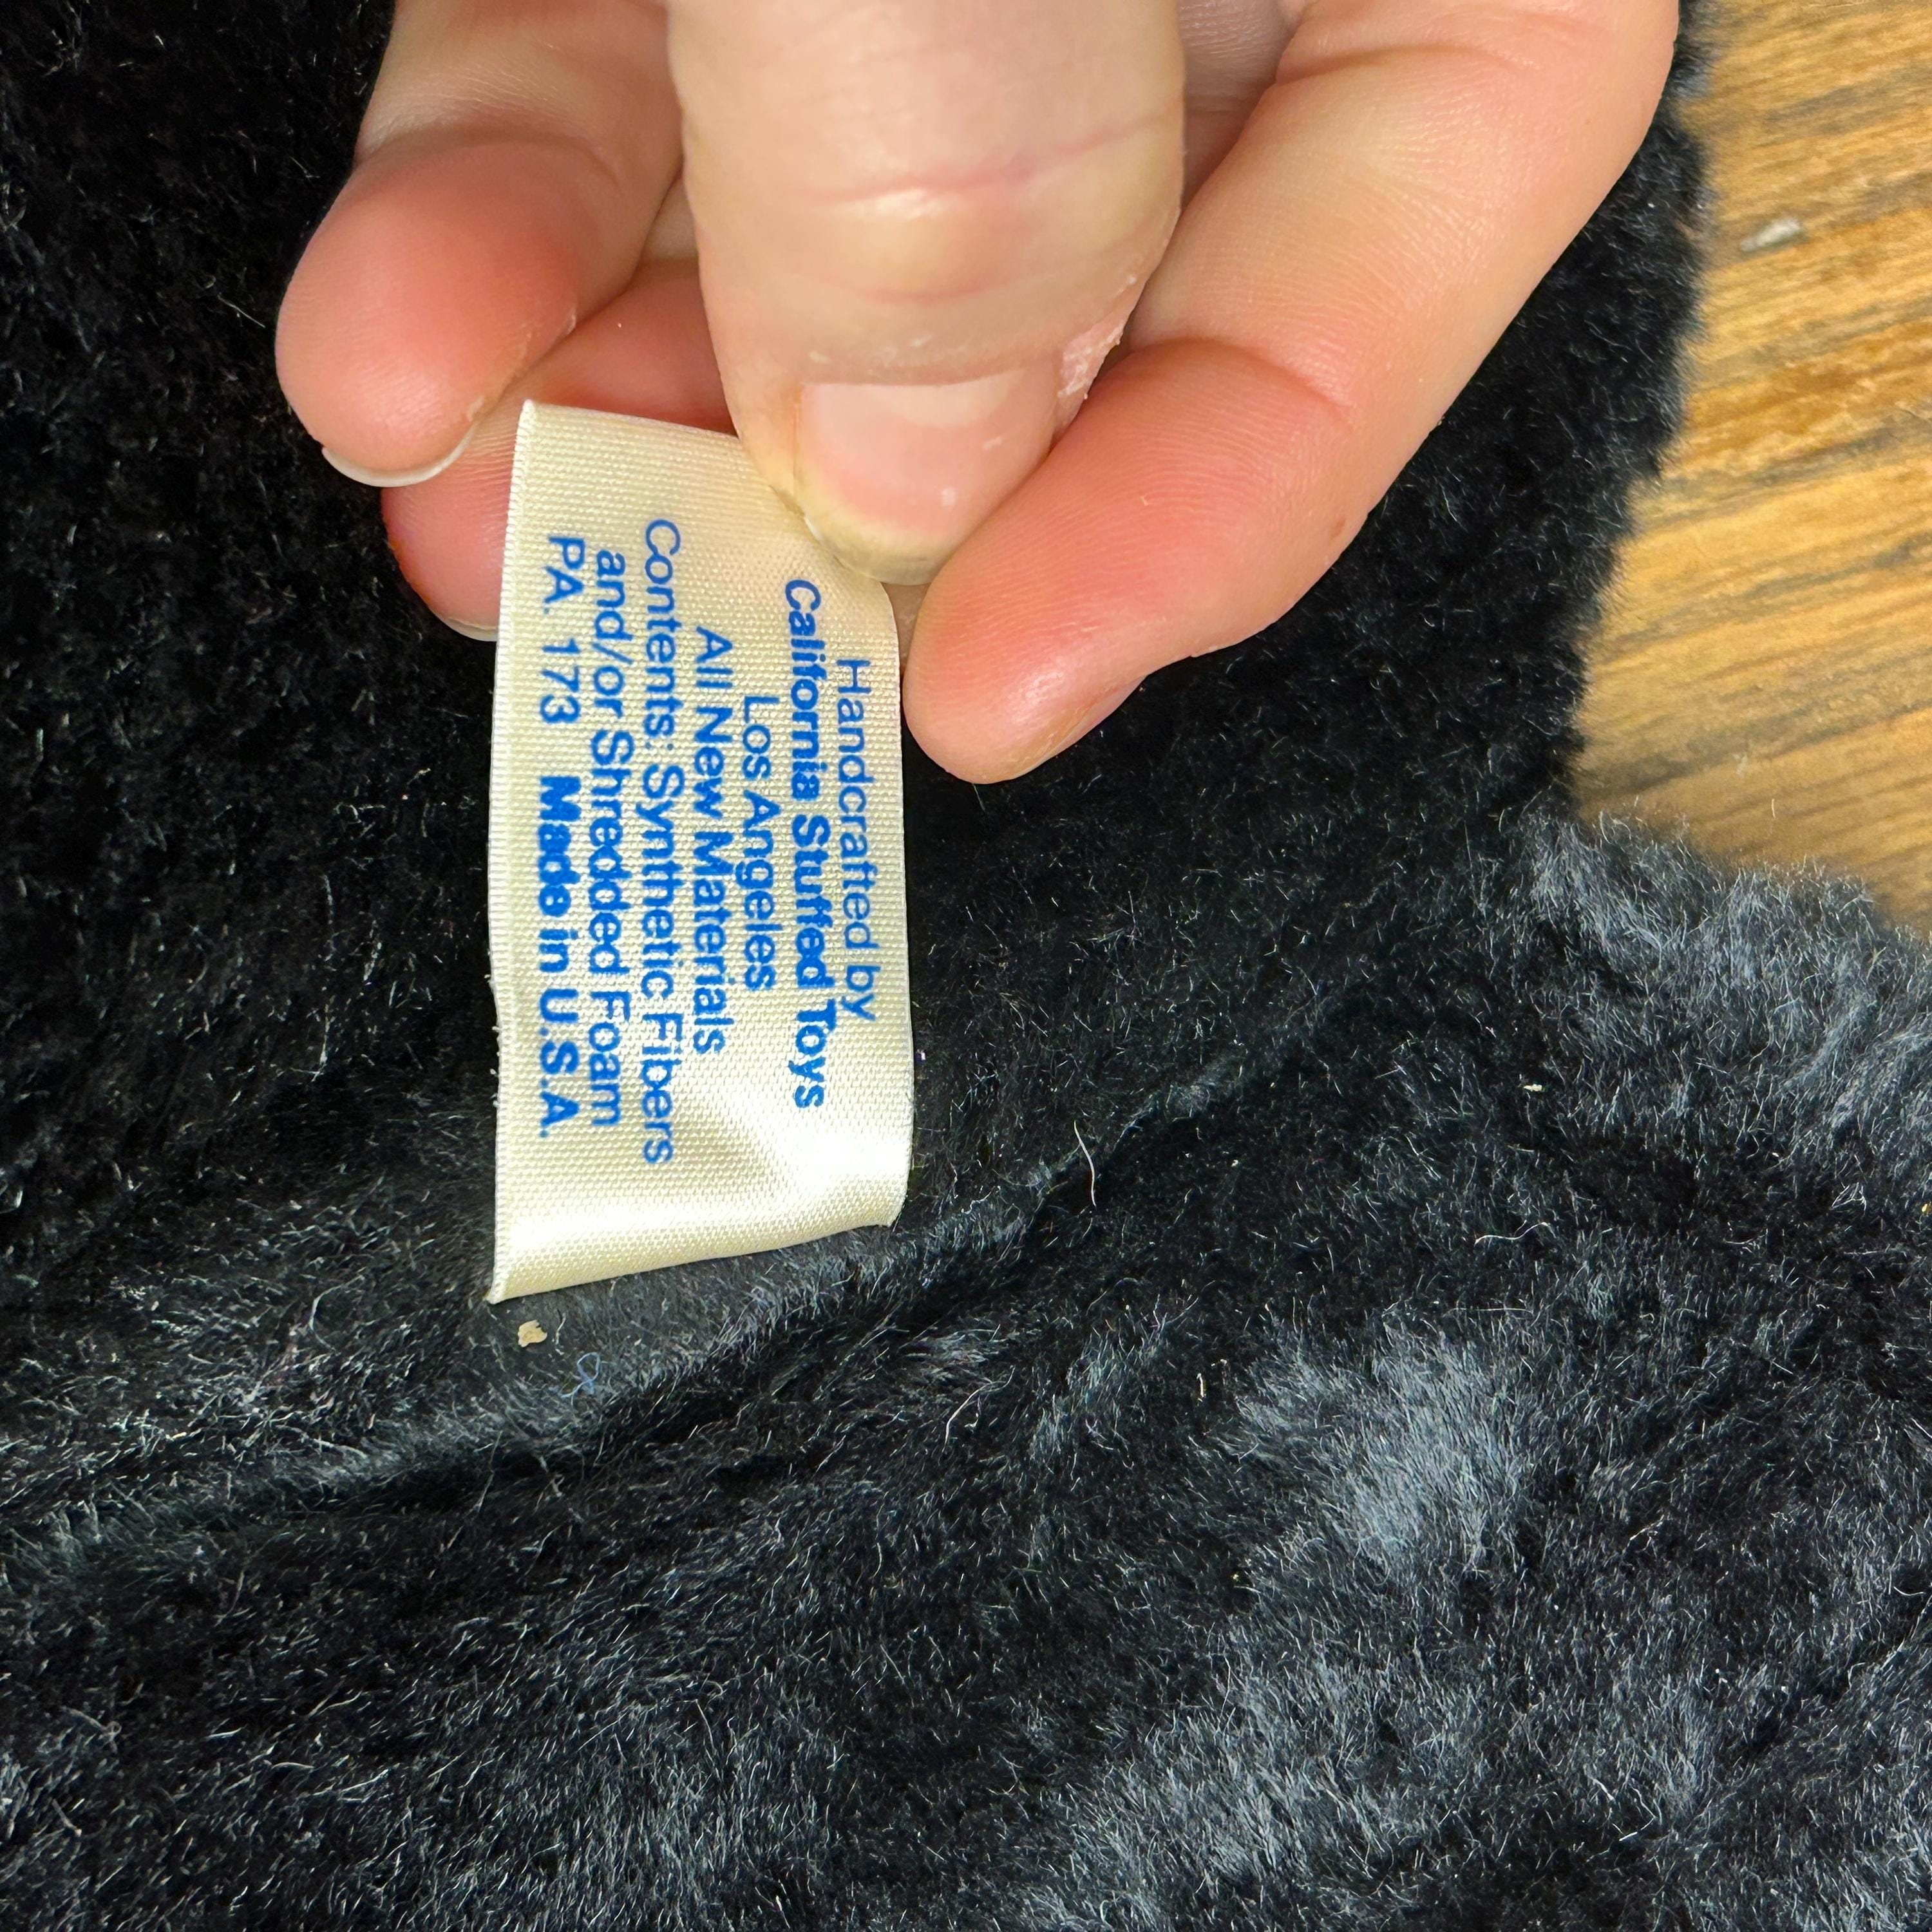 Handcrafted by
California Stuffed Toys
Los Angeles
All New Materials
Contents: Synthetic Fibers
and/or Shredded Foam
PA. 173 Made in U.S.A.